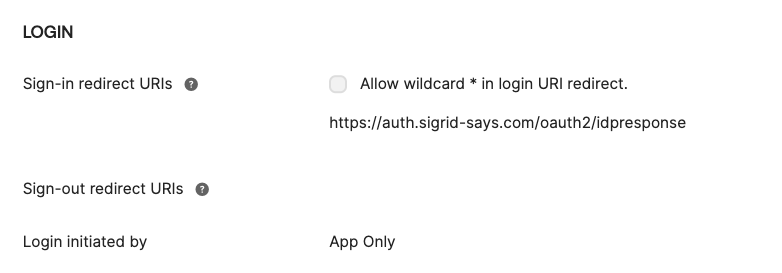 LOGIN
Sign-in redirect URIs ? Allow wildcard * in login URI redirect.
https://auth.sigrid-says.com/oauth2/idpresponse
Sign-out redirect URIs ?
Login initiated by App Only